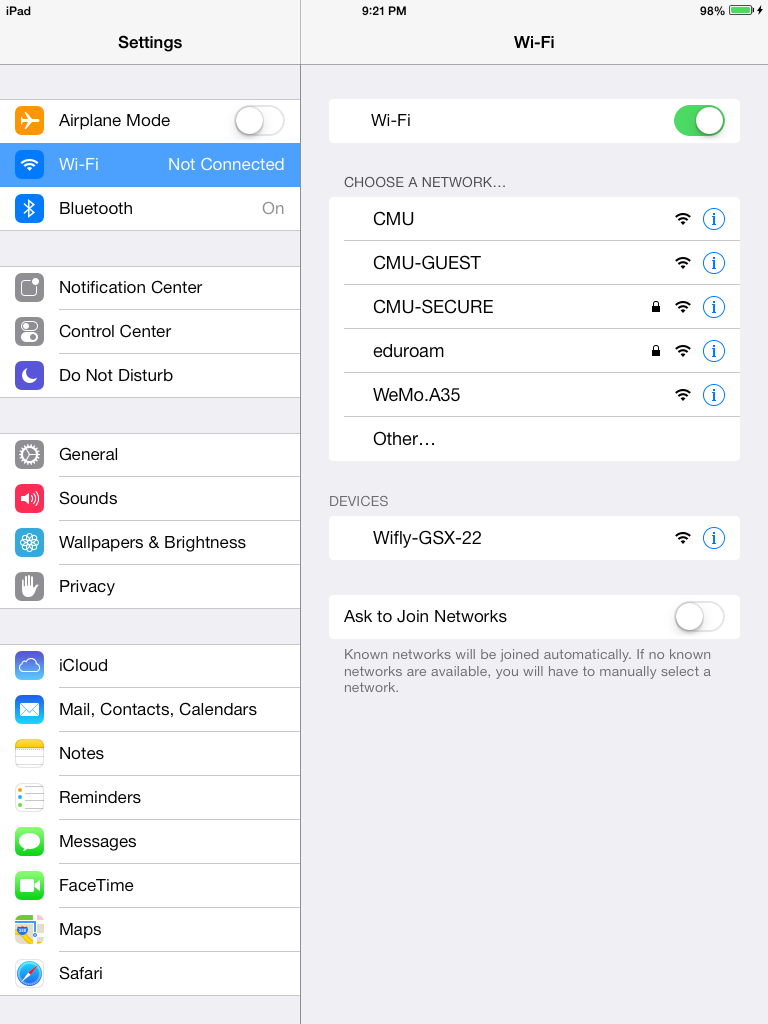 iPad 9:21 PM 98%
Settings
Wi-Fi
Airplane Mode
Wi-Fi Not Connected
Bluetooth On
Notification Center
Control Center
Do Not Disturb
General
Sounds
Wallpapers & Brightness
Privacy
iCloud
Mail, Contacts, Calendars
Notes
Reminders
Messages
FaceTime
Maps
Safari
Wi-Fi
CHOOSE A NETWORK…
CMU
CMU-GUEST
CMU-SECURE
eduroam
WeMo.A35
Other…
DEVICES
Wifly-GSX-22
Ask to Join Networks
Known networks will be joined automatically. If no known
networks are available, you will have to manually select a
network.